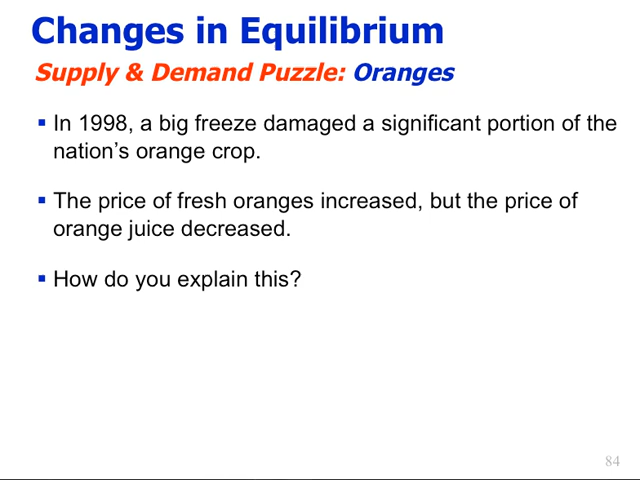 Changes in Equilibrium
Supply & Demand Puzzle: Oranges
▪ In 1998, a big freeze damaged a significant portion of the
nation’s orange crop.
▪ The price of fresh oranges increased, but the price of
orange juice decreased.
▪ How do you explain this?
84